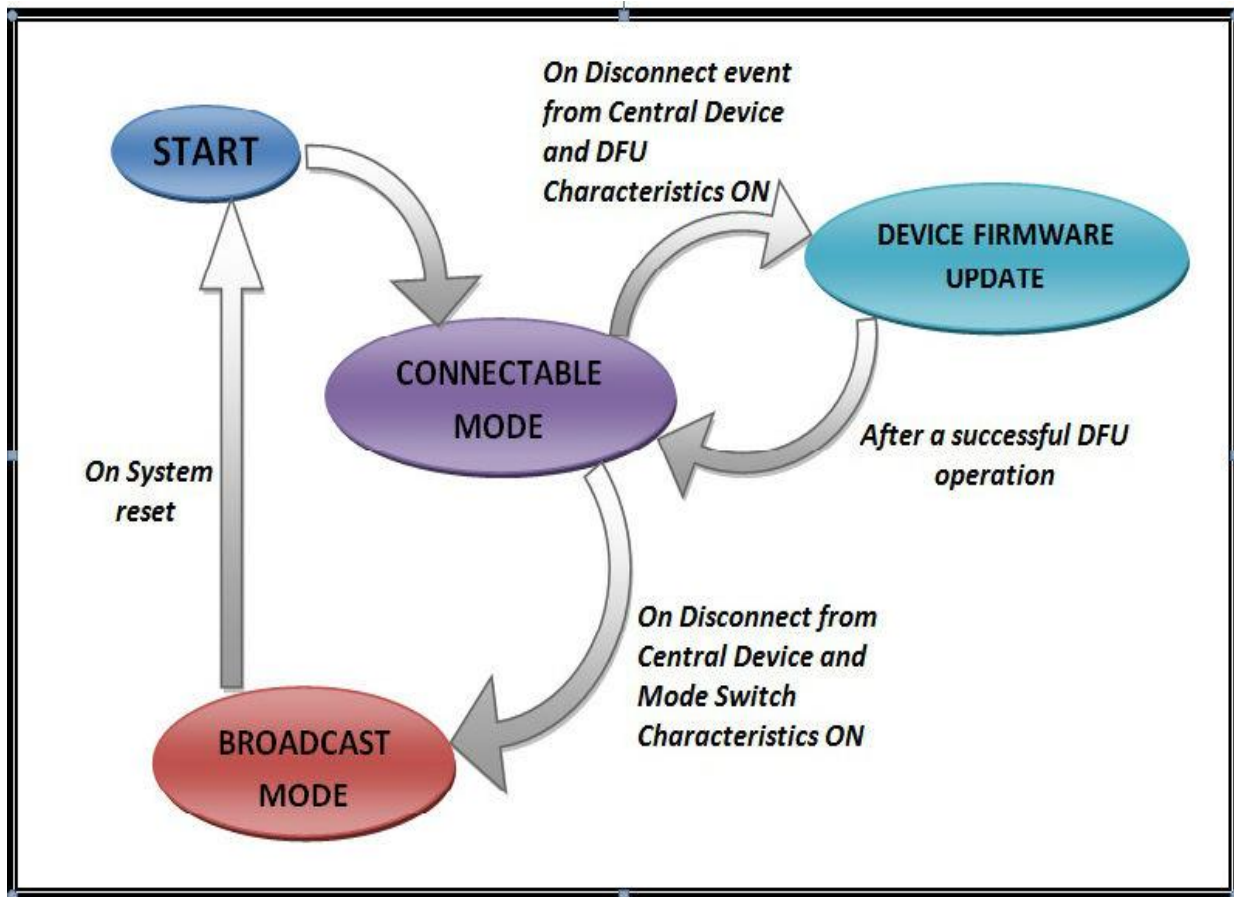 START
On Disconnect event
from Central Device
and DFU
Characteristics ON
DEVICE FIRMWARE
UPDATE
CONNECTABLE
MODE
After a successful DFU
operation
On System
reset
On Disconnect from
Central Device and
Mode Switch
Characteristics ON
BROADCAST
MODE